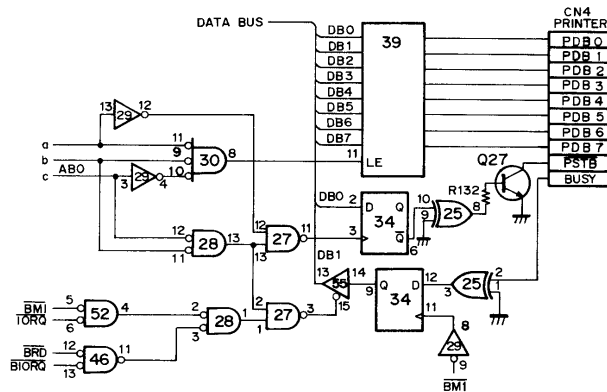 CN4
PRINTER
DATA BUS
DB0
DB1
DB2
DB3
DB4
DB5
DB6
DB7
39
11
LE
PDB 0
PDB 1
PDB 2
PDB 3
PDB 4
PDB 5
PDB 6
PDB 7
PSTB
BUSY
13
29
12
a
b
c
AB0
11
9
10
30
8
3
29
4
Q27
R132
DB0
2
D
Q
34
3
Q
6
10
9
25
8
12
11
28
13
12
13
27
11
DB1
13
55
14
15
9
Q
D
34
12
11
3
25
2
1
8
29
9
BM1
BMI
IORQ
5
6
52
4
2
3
28
1
2
1
27
3
BRD
BIORQ
12
13
46
11